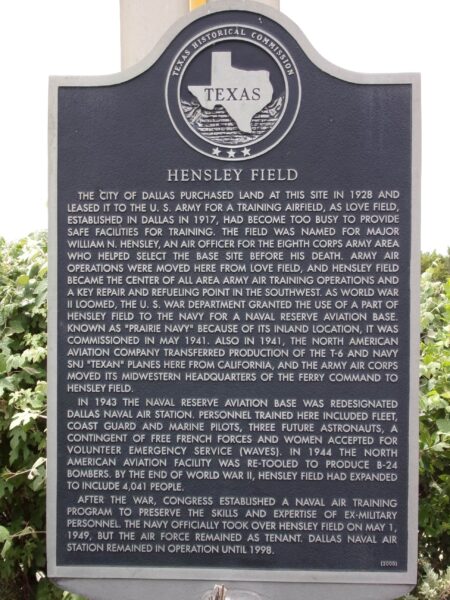 TEXAS HISTORICAL COMMISSION
TEXAS
HENSLEY FIELD
THE CITY OF DALLAS PURCHASED LAND AT THIS SITE IN 1928 AND
LEASED IT TO THE U. S. ARMY FOR A TRAINING AIRFIELD, AS LOVE FIELD,
ESTABLISHED IN DALLAS IN 1917, HAD BECOME TOO BUSY TO PROVIDE
SAFE FACILITIES FOR TRAINING. THE FIELD WAS NAMED FOR MAJOR
WILLIAM N. HENSLEY, AN AIR OFFICER FOR THE EIGHTH CORPS ARMY AREA
WHO HELPED SELECT THE BASE SITE BEFORE HIS DEATH. ARMY AIR
OPERATIONS WERE MOVED HERE FROM LOVE FIELD, AND HENSLEY FIELD
BECAME THE CENTER OF ALL AREA ARMY AIR TRAINING OPERATIONS AND
A KEY REPAIR AND REFUELING POINT IN THE SOUTHWEST. AS WORLD WAR
II LOOMED, THE U. S. WAR DEPARTMENT GRANTED THE USE OF A PART OF
HENSLEY FIELD TO THE NAVY FOR A NAVAL RESERVE AVIATION BASE.
KNOWN AS "PRAIRIE NAVY" BECAUSE OF ITS INLAND LOCATION, IT WAS
COMMISSIONED IN MAY 1941. ALSO IN 1941, THE NORTH AMERICAN
AVIATION COMPANY TRANSFERRED PRODUCTION OF THE T-6 AND NAVY
SNJ "TEXAN" PLANES HERE FROM CALIFORNIA, AND THE ARMY AIR CORPS
MOVED ITS MIDWESTERN HEADQUARTERS OF THE FERRY COMMAND TO
HENSLEY FIELD.
IN 1943 THE NAVAL RESERVE AVIATION BASE WAS REDESIGNATED
DALLAS NAVAL AIR STATION. PERSONNEL TRAINED HERE INCLUDED FLEET,
COAST GUARD AND MARINE PILOTS, THREE FUTURE ASTRONAUTS, A
CONTINGENT OF FREE FRENCH FORCES AND WOMEN ACCEPTED FOR
VOLUNTEER EMERGENCY SERVICE (WAVES). IN 1944 THE NORTH
AMERICAN AVIATION FACILITY WAS RE-TOOLED TO PRODUCE B-24
BOMBERS. BY THE END OF WORLD WAR II, HENSLEY FIELD HAD EXPANDED
TO INCLUDE 4,041 PEOPLE.
AFTER THE WAR, CONGRESS ESTABLISHED A NAVAL AIR TRAINING
PROGRAM TO PRESERVE THE SKILLS AND EXPERTISE OF EX-MILITARY
PERSONNEL. THE NAVY OFFICIALLY TOOK OVER HENSLEY FIELD ON MAY 1,
1949, BUT THE AIR FORCE REMAINED AS TENANT. DALLAS NAVAL AIR
STATION REMAINED IN OPERATION UNTIL 1998.